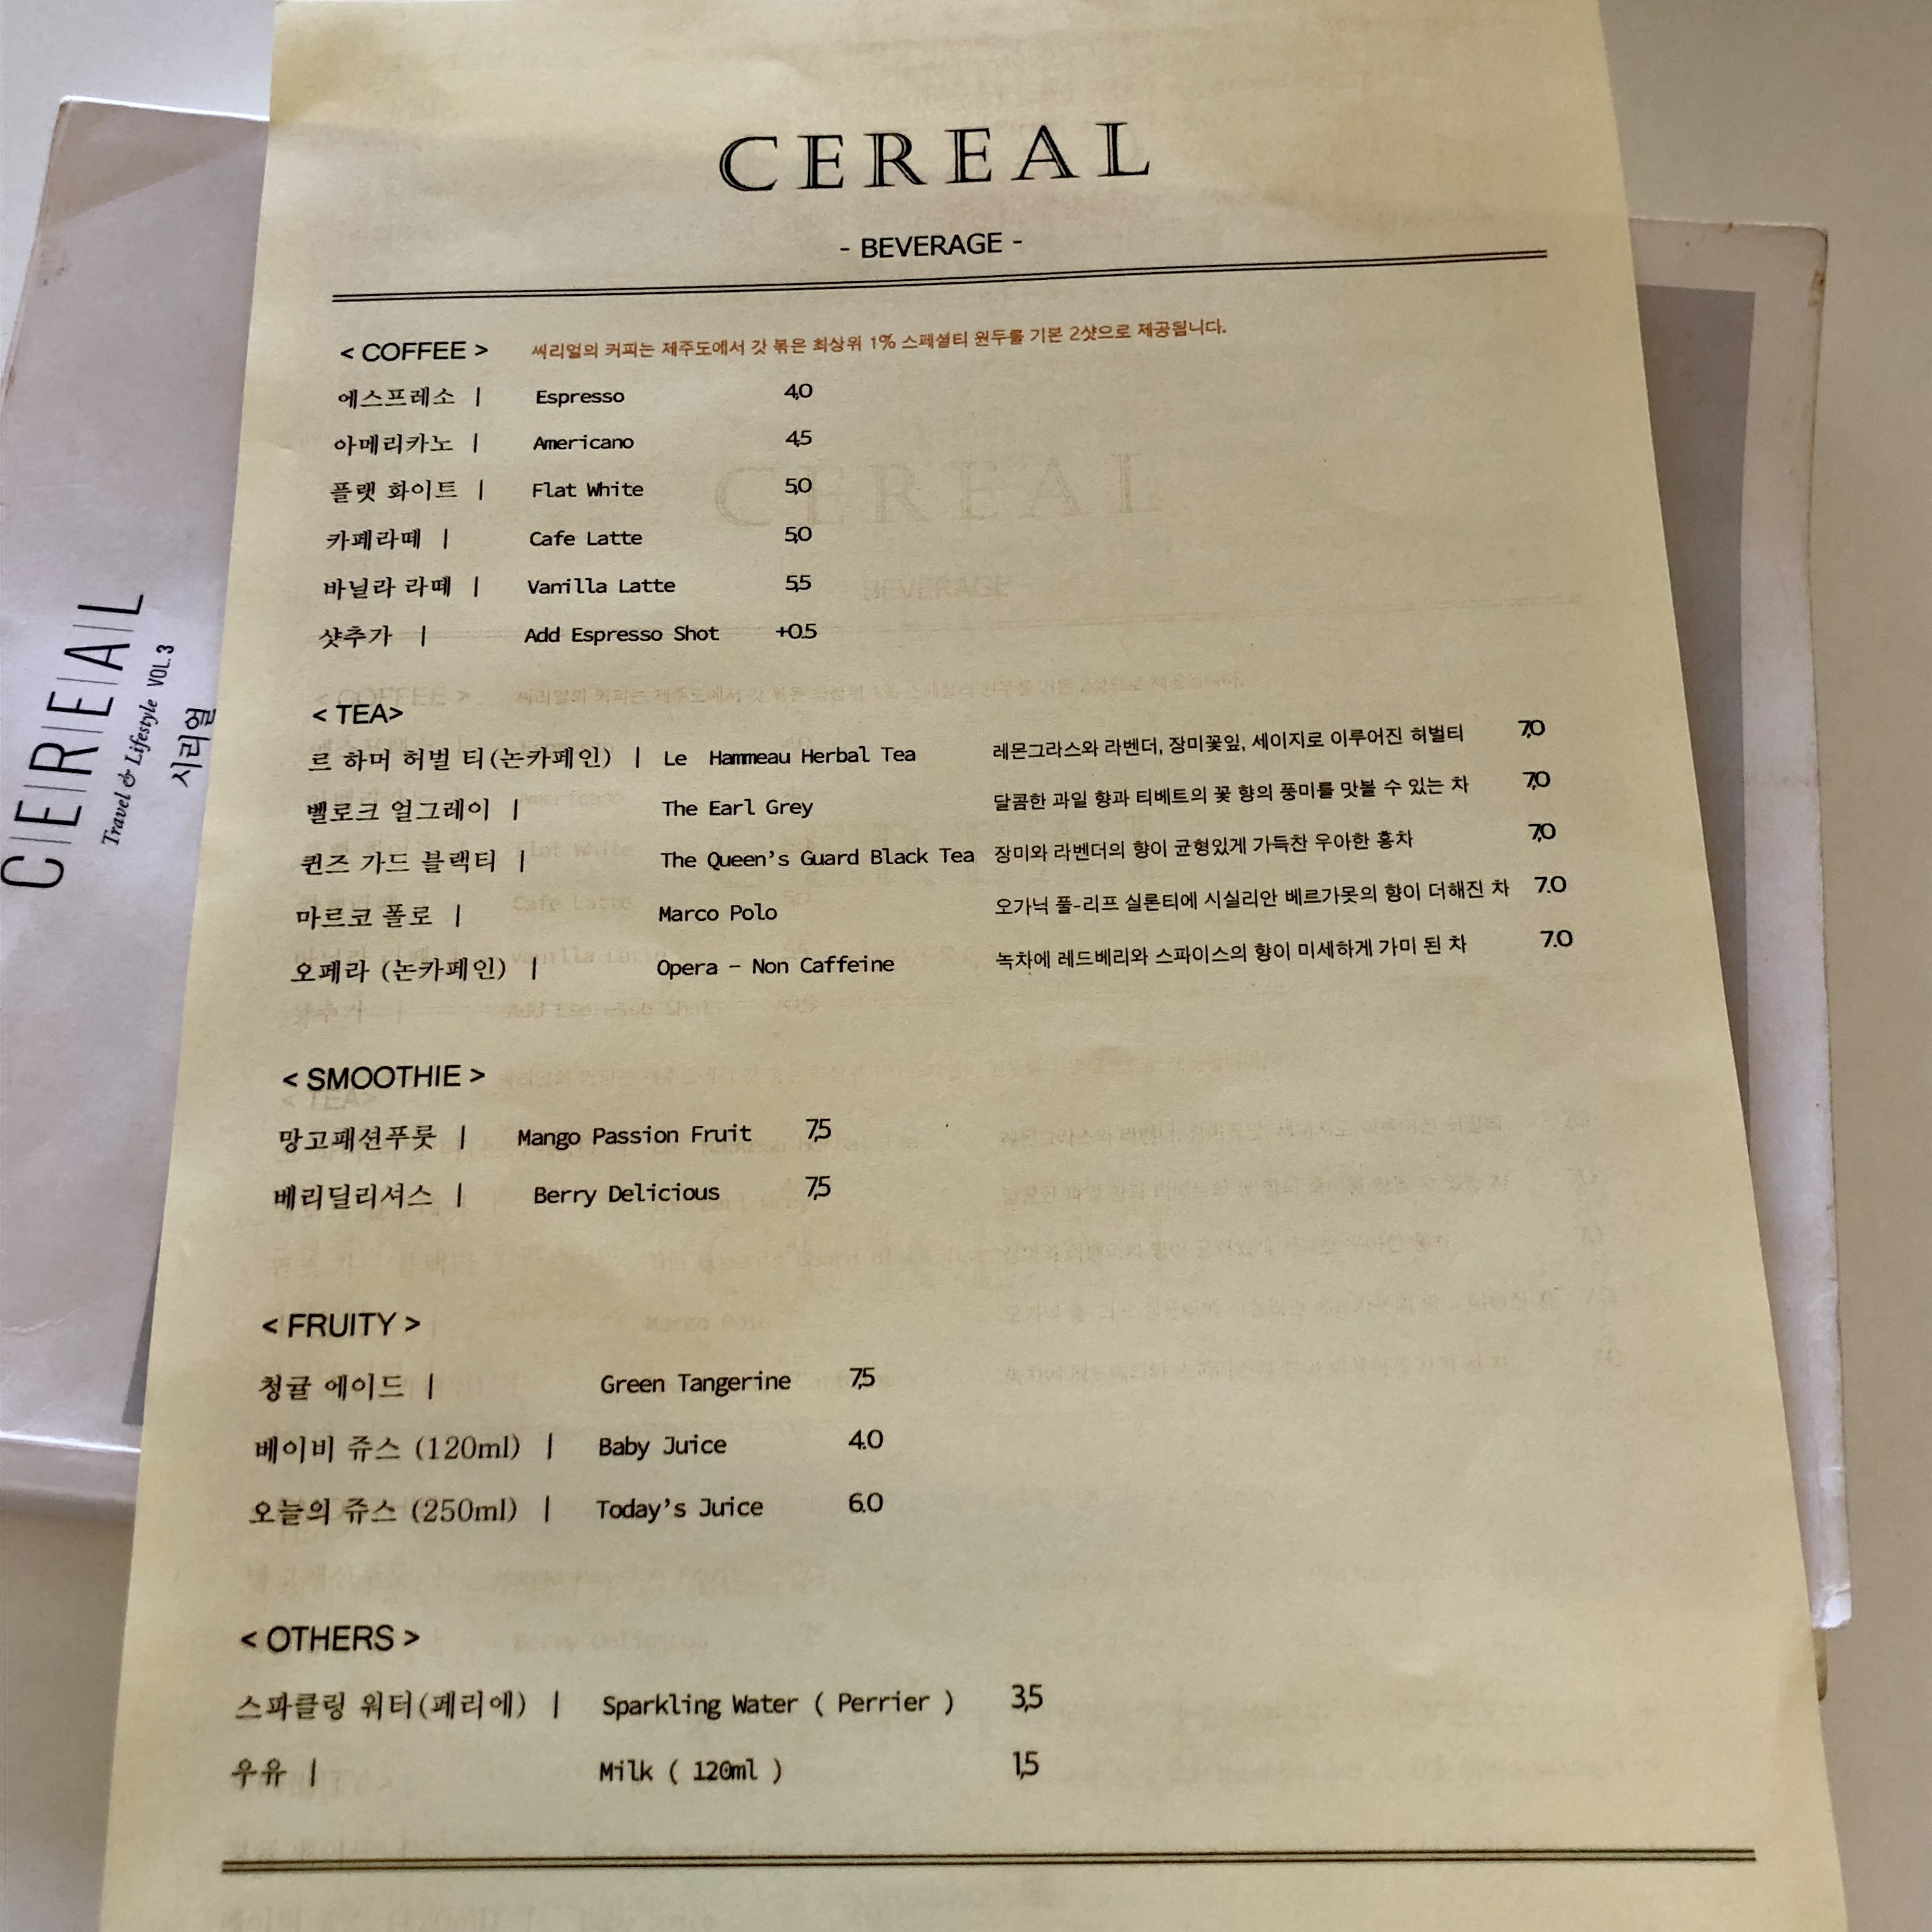 CEREAL
- BEVERAGE -
< COFFEE > 씨리얼의 커피는 제주도에서 갓 볶은 최상위 1% 스페셜티 원두를 기본 2샷으로 제공됩니다.
에스프레소 | Espresso 4,0
아메리카노 | Americano 4,5
플랫 화이트 | Flat White 5,0
카페라떼 | Cafe Latte 5,0
바닐라 라떼 | Vanilla Latte 5,5
샷추가 | Add Espresso Shot +0.5
< TEA>
르 하머 허벌 티(논카페인) | Le Hammeau Herbal Tea 레몬그라스와 라벤더, 장미꽃잎, 세이지로 이루어진 허벌티 7,0
벨로크 얼그레이 | The Earl Grey 달콤한 과일 향과 티베트의 꽃 향의 풍미를 맛볼 수 있는 차 7,0
퀸즈 가드 블랙티 | The Queen's Guard Black Tea 장미와 라벤더의 향이 균형있게 가득찬 우아한 홍차 7,0
마르코 폴로 | Marco Polo 오가닉 풀-리프 실론티에 시실리안 베르가못의 향이 더해진 차 7.0
오페라 (논카페인) | Opera - Non Caffeine 녹차에 레드베리와 스파이스의 향이 미세하게 가미 된 차 7.0
< SMOOTHIE >
망고패션푸룻 | Mango Passion Fruit 7,5
베리딜리셔스 | Berry Delicious 7,5
< FRUITY >
청귤 에이드 | Green Tangerine 7,5
베이비 쥬스 (120ml) | Baby Juice 4.0
오늘의 쥬스 (250ml) | Today's Juice 6.0
< OTHERS >
스파클링 워터(페리에) | Sparkling Water ( Perrier ) 3,5
우유 | Milk ( 120ml ) 1,5
CEREAL
Travel & Lifestyle VOL.3
시리얼